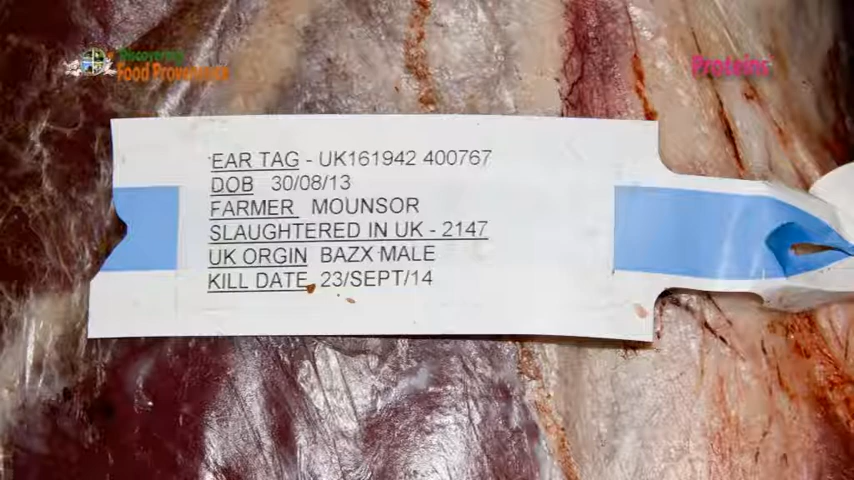 Discovering
Food Provenance
Proteins
EAR TAG - UK161942 400767
DOB 30/08/13
FARMER MOUNSOR
SLAUGHTERED IN UK - 2147
UK ORGIN BAZX MALE
KILL DATE 23/SEPT/14